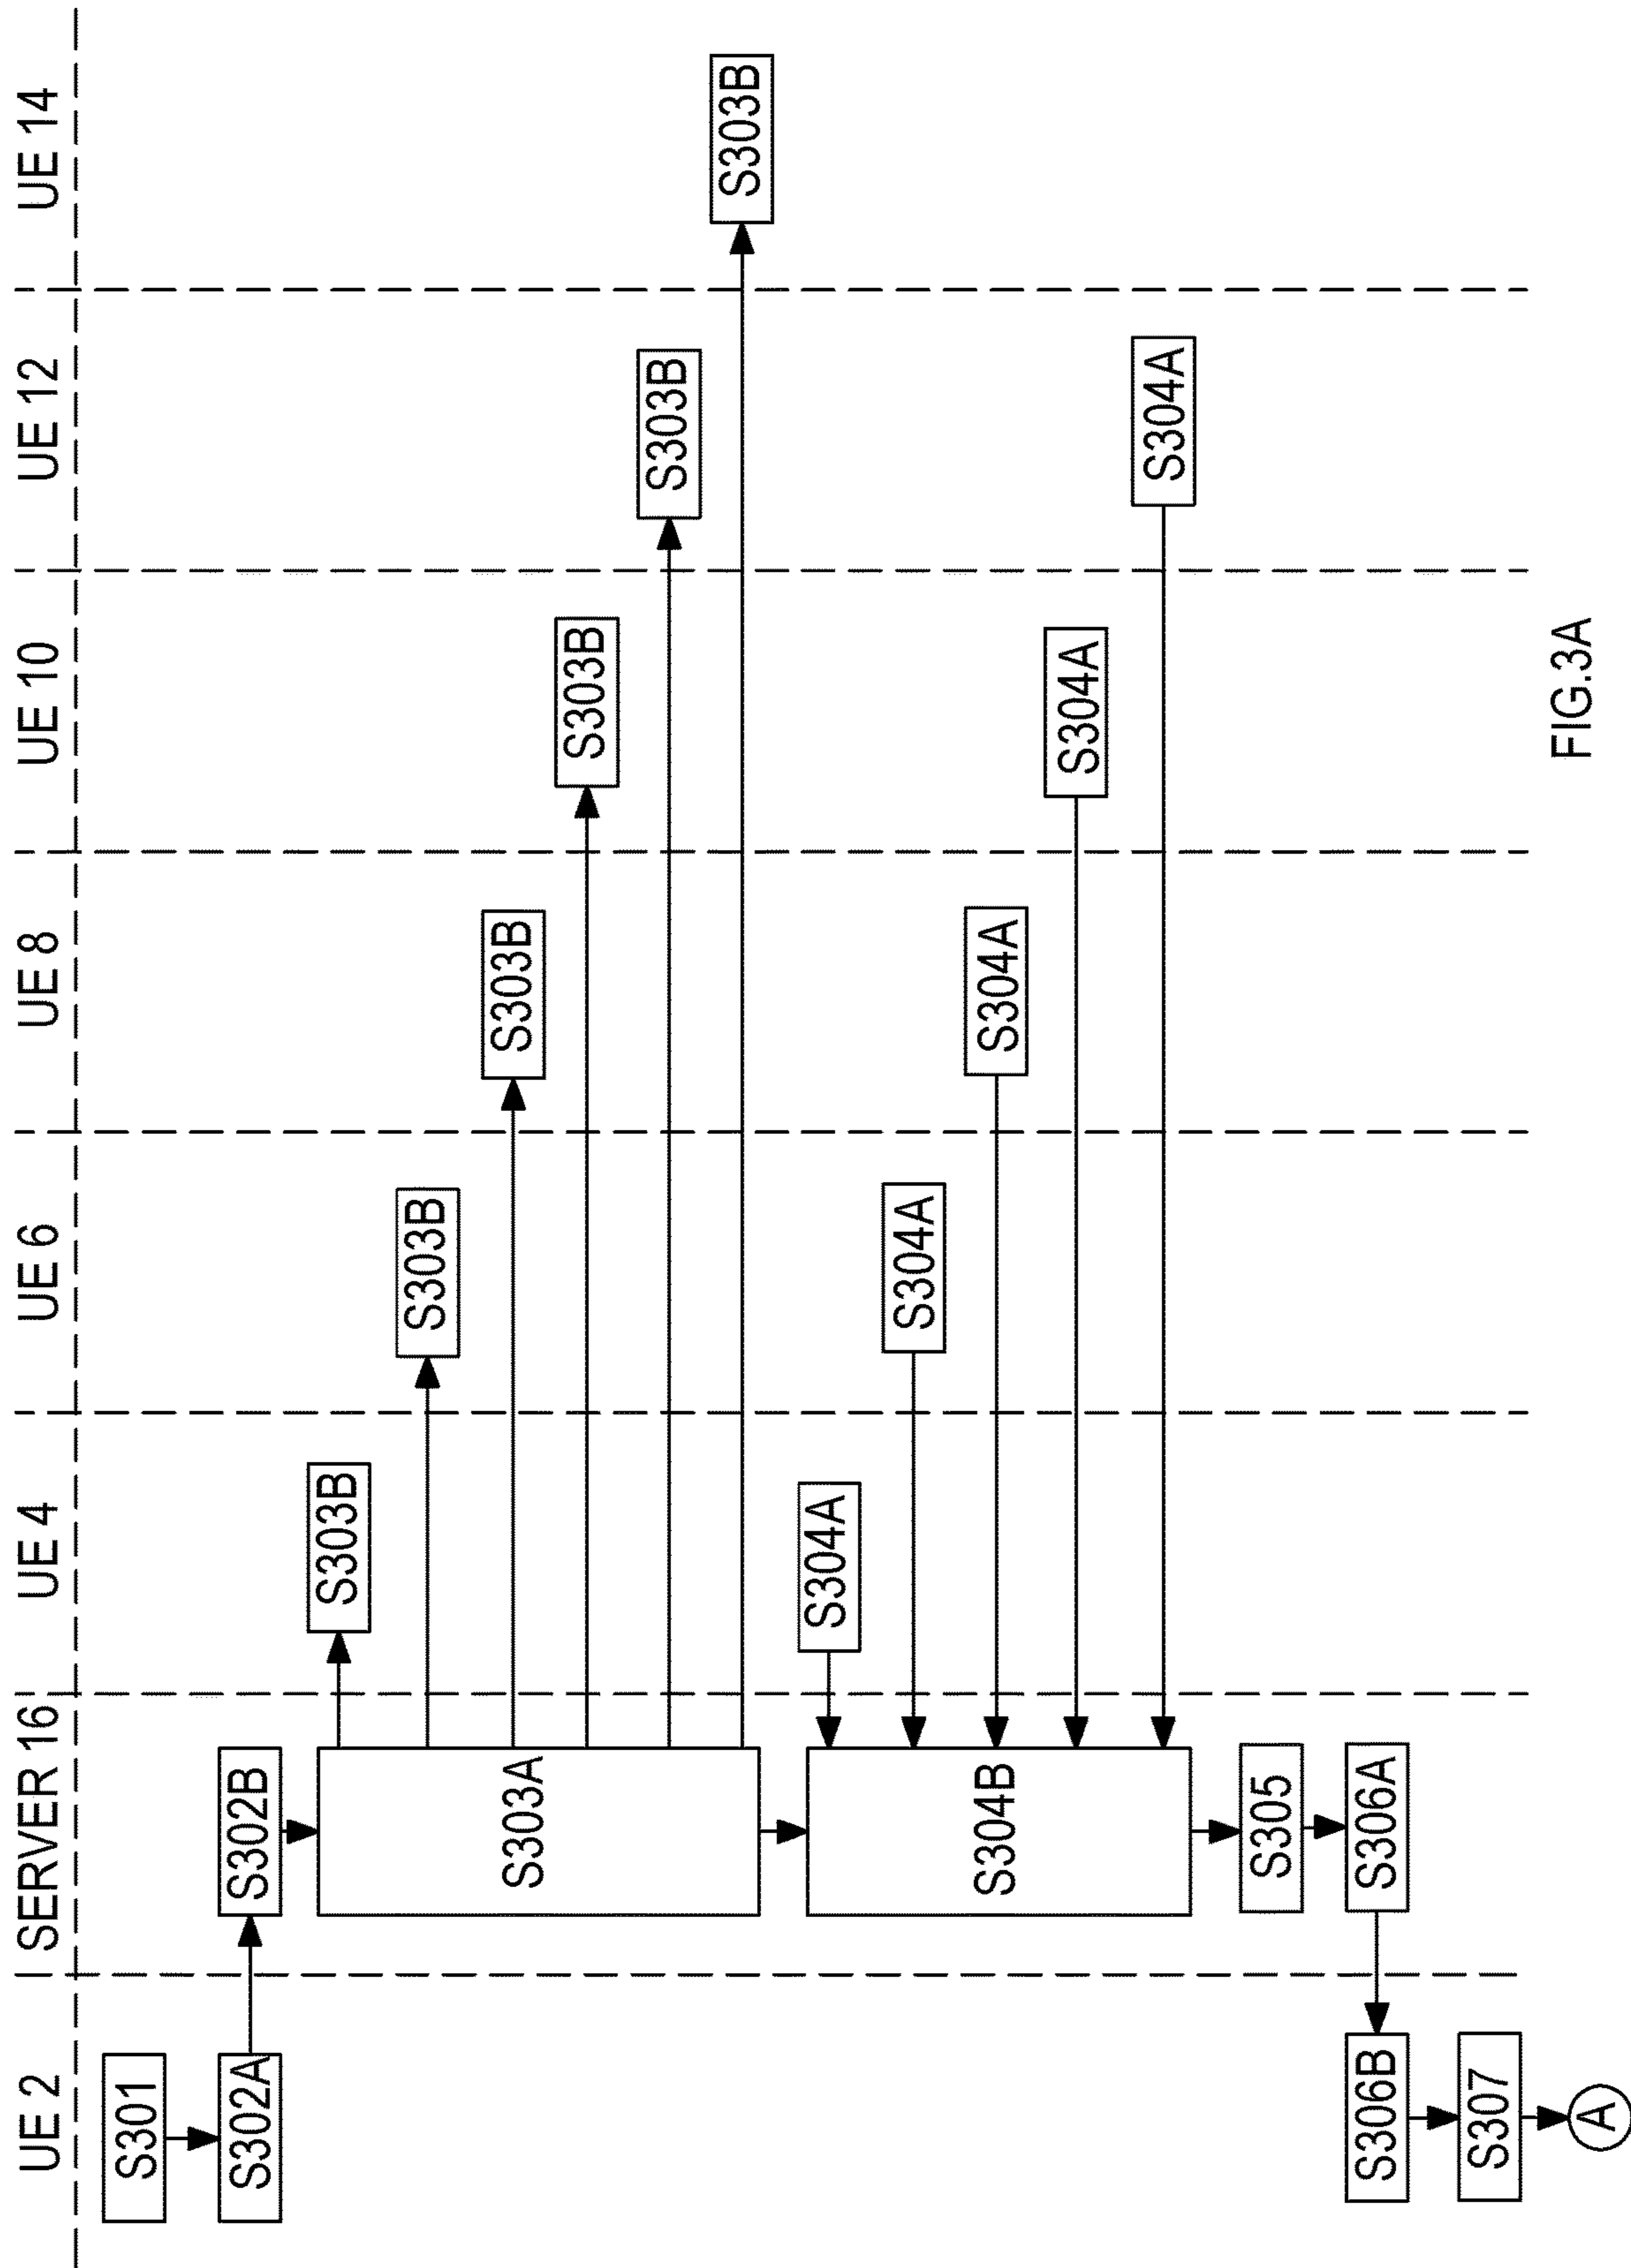 UE 2 SERVER 16 UE 4 UE 6 UE 8 UE 10 UE 12 UE 14
S301
S302A S302B
S303B
S303B
S303A S303B
S303B
S303B
S303B
S304A
S304A
S304B S304A
S304A
S304A
S305
S306B S306A
S307
A
FIG.3A